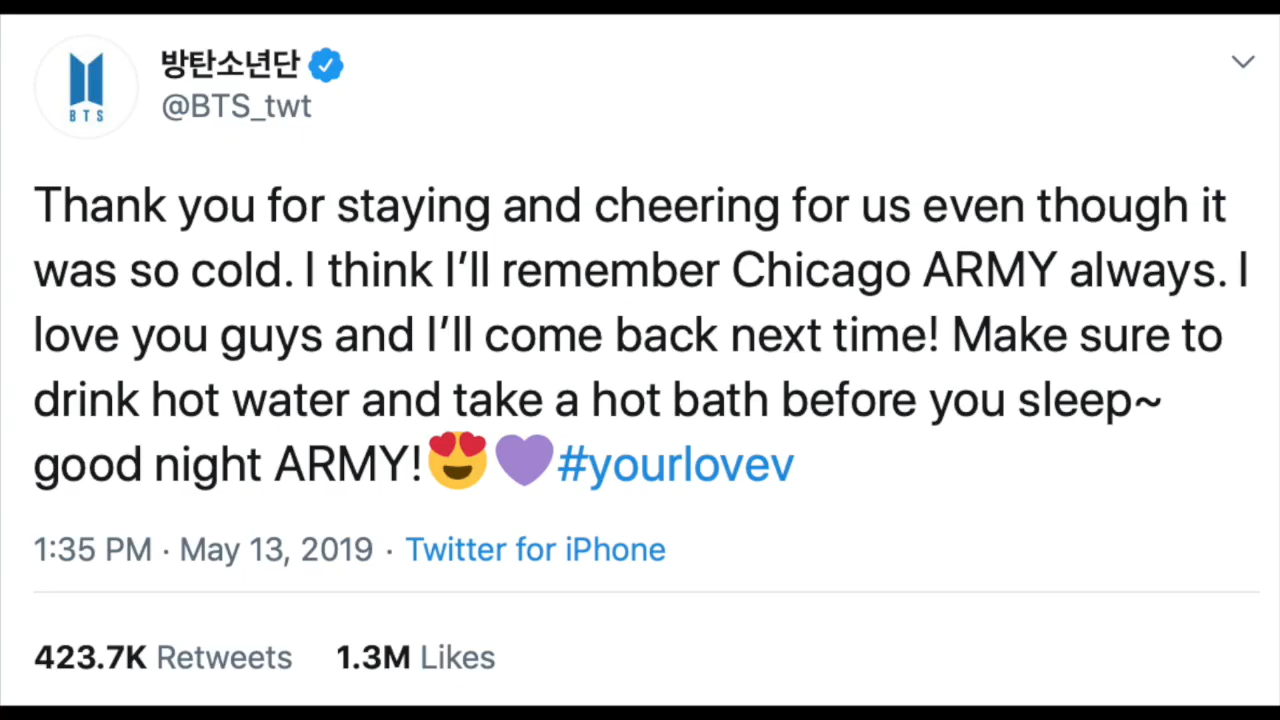 방탄소년단
@BTS_twt
BTS
Thank you for staying and cheering for us even though it
was so cold. I think I’ll remember Chicago ARMY always. I
love you guys and I’ll come back next time! Make sure to
drink hot water and take a hot bath before you sleep~
good night ARMY!😍💜#yourlovev
1:35 PM · May 13, 2019 · Twitter for iPhone
423.7K Retweets 1.3M Likes